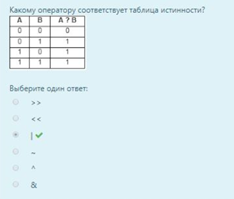 Какому оператору соответствует таблица истинности?
A B A ? B
0 0 0
0 1 1
1 0 1
1 1 1
Выберите один ответ:
>>
<<
|
~
^
&